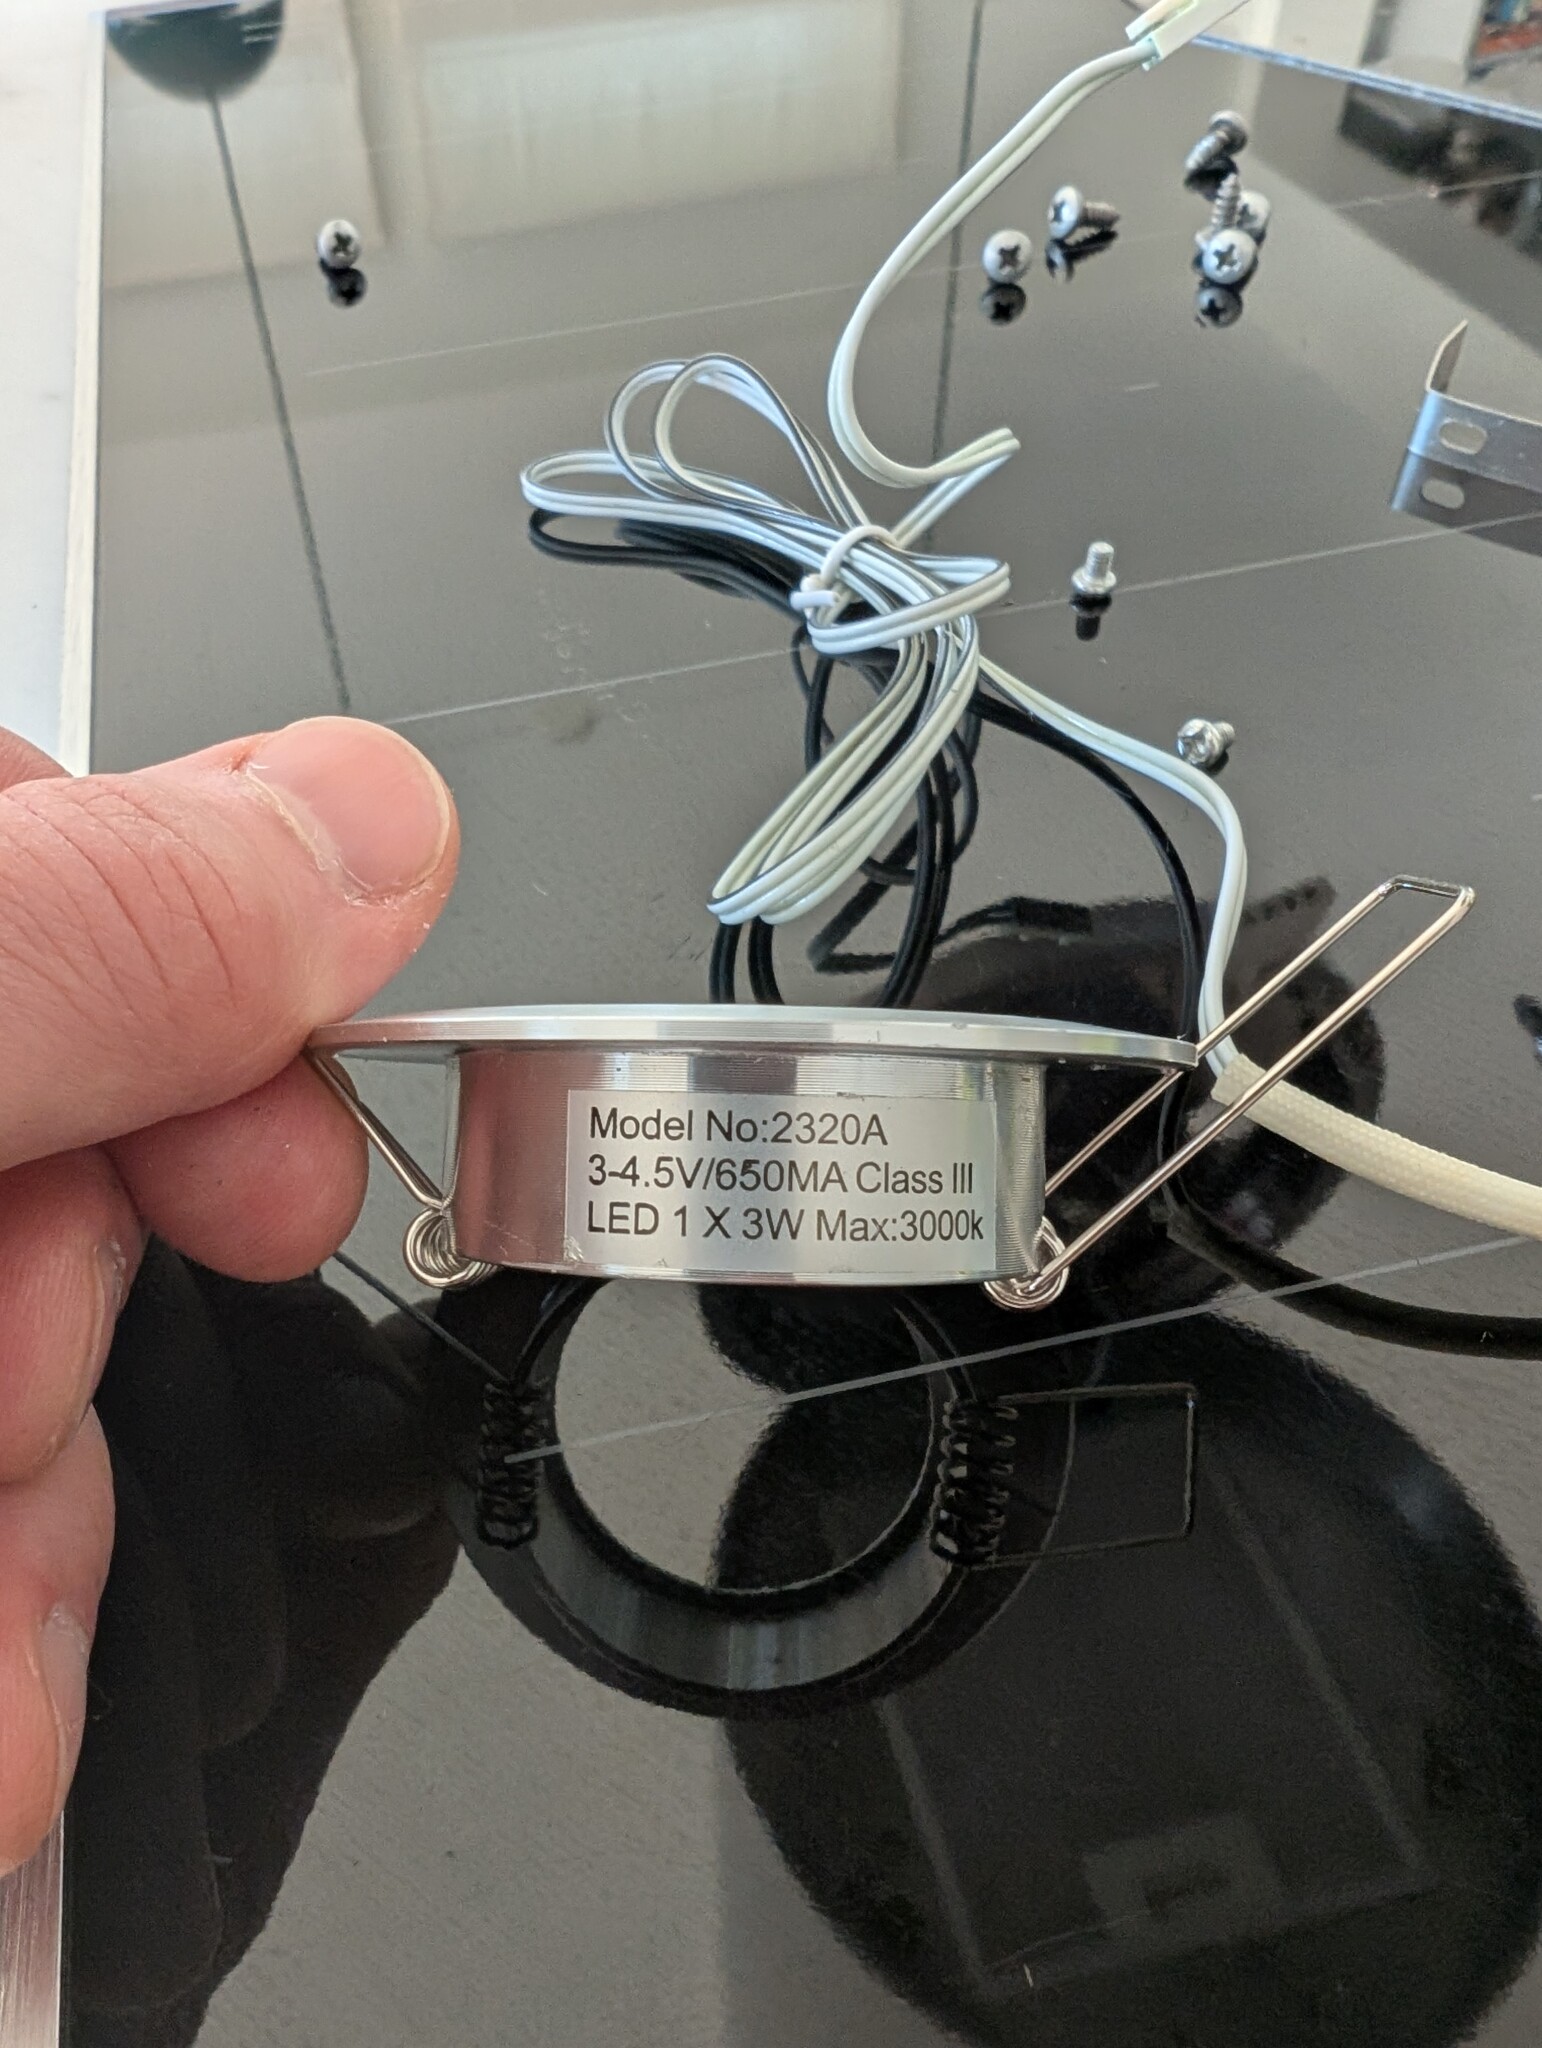 Model No:2320A
3-4.5V/650MA Class III
LED 1 X 3W Max:3000k